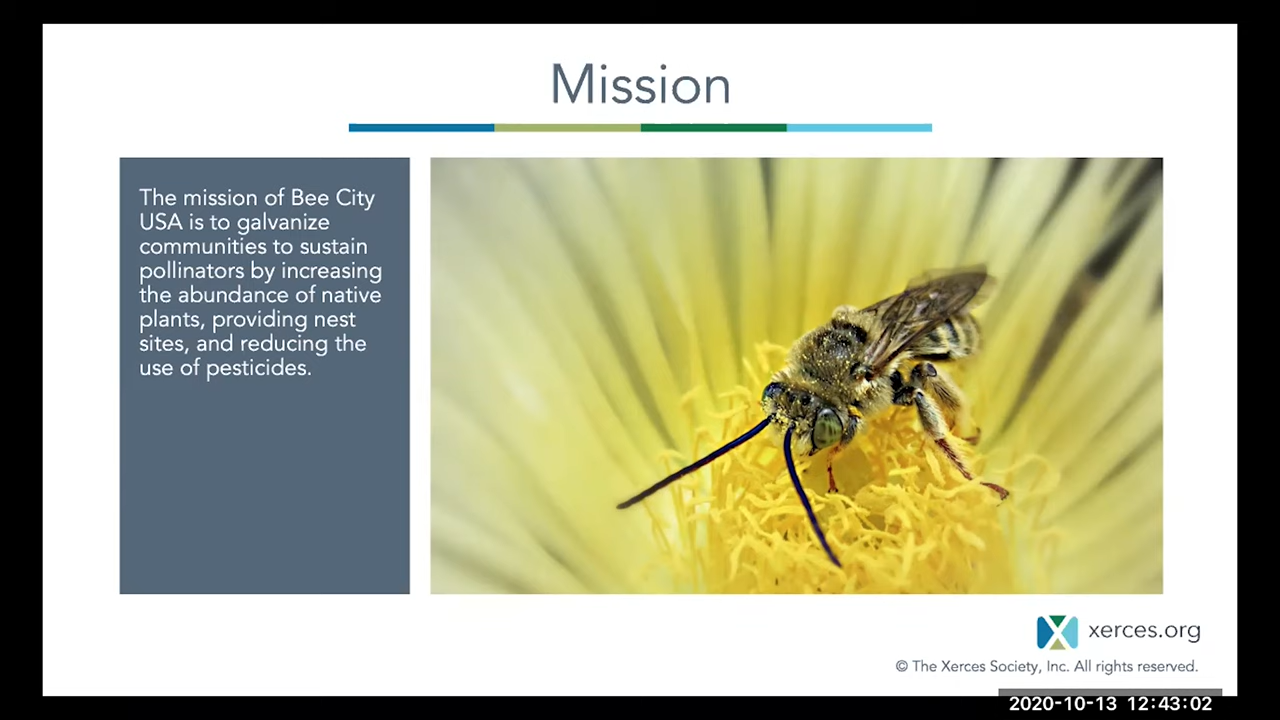 Mission
The mission of Bee City
USA is to galvanize
communities to sustain
pollinators by increasing
the abundance of native
plants, providing nest
sites, and reducing the
use of pesticides.
xerces.org
© The Xerces Society, Inc. All rights reserved.
2020-10-13 12:43:02